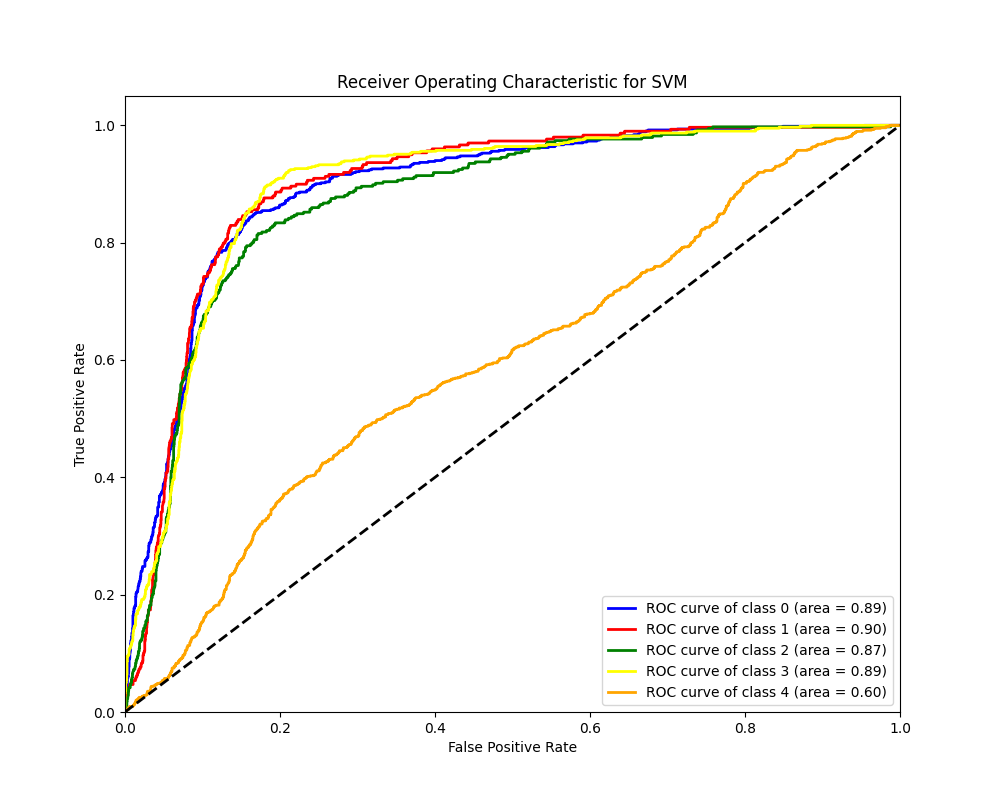 Receiver Operating Characteristic for SVM
1.0
0.8
0.6
0.4
0.2
0.0
True Positive Rate
ROC curve of class 0 (area = 0.89)
ROC curve of class 1 (area = 0.90)
ROC curve of class 2 (area = 0.87)
ROC curve of class 3 (area = 0.89)
ROC curve of class 4 (area = 0.60)
0.0 0.2 0.4 0.6 0.8 1.0
False Positive Rate